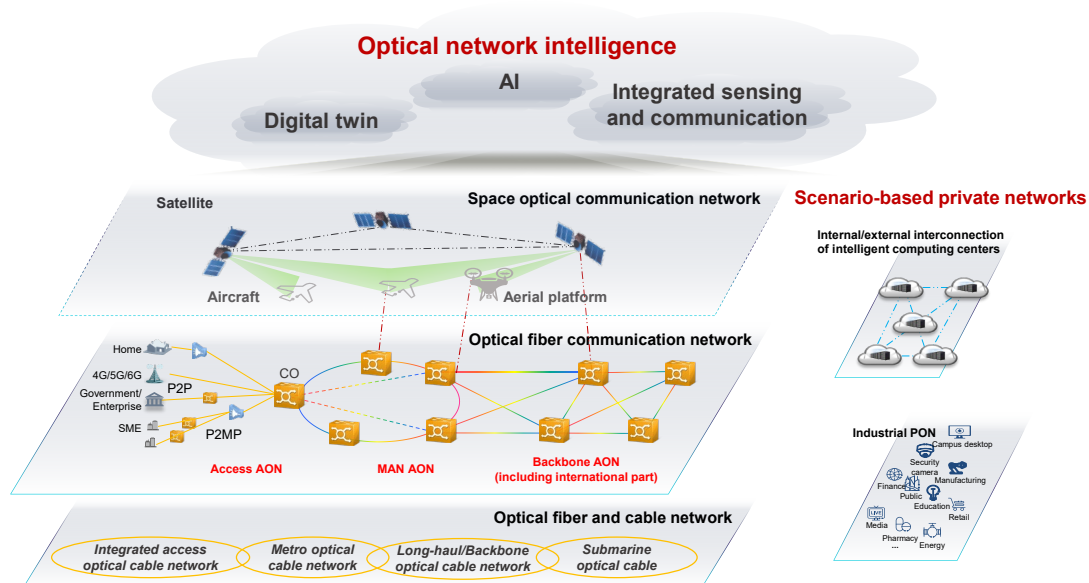 Optical network intelligence
AI
Digital twin
Integrated sensing
and communication
Satellite
Space optical communication network
Aircraft
Aerial platform
Scenario-based private networks
Internal/external interconnection
of intelligent computing centers
Optical fiber communication network
Home
4G/5G/6G
Government/
Enterprise
SME
P2P
P2MP
CO
Access AON
MAN AON
Backbone AON
(including international part)
Industrial PON
Campus desktop
Security
camera
Manufacturing
Finance
Public
Education
Retail
Media
LIVE
Pharmacy
Energy
...
Optical fiber and cable network
Integrated access
optical cable network
Metro optical
cable network
Long-haul/Backbone
optical cable network
Submarine
optical cable